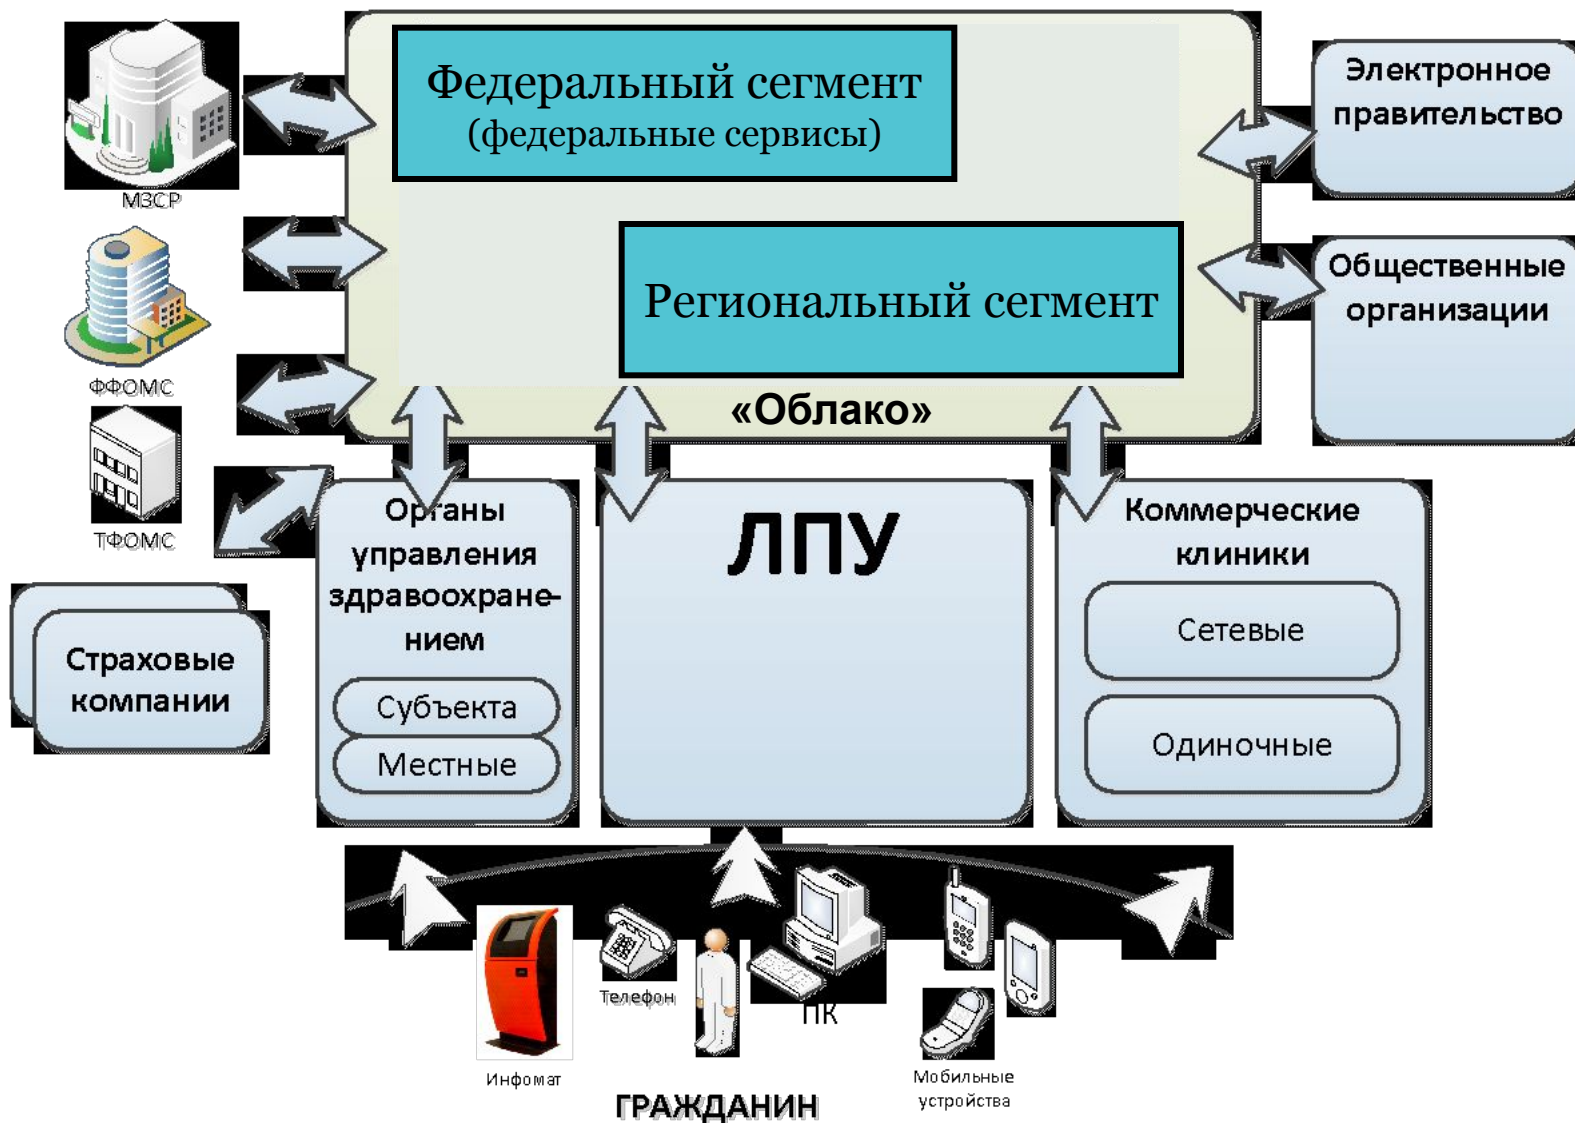 Федеральный сегмент
(федеральные сервисы)
Региональный сегмент
«Облако»
МЗСР
ФФОМС
ТФОМС
Страховые
компании
Электронное
правительство
Общественные
организации
Органы
управления
здравоохране-
нием
Субъекта
Местные
ЛПУ
Коммерческие
клиники
Сетевые
Одиночные
Инфомат
Телефон
ПК
Мобильные
устройства
ГРАЖДАНИН